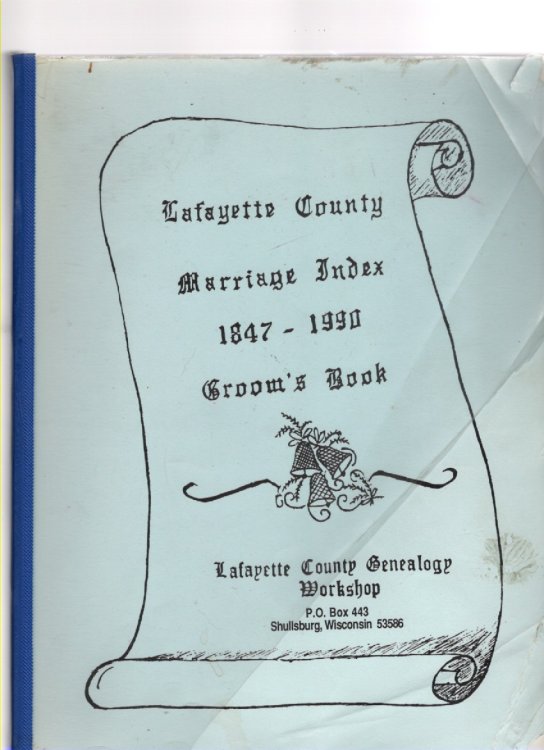 Lafayette County
Marriage Index
1847 - 1990
Groom's Book
Lafayette County Genealogy
Workshop
P.O. Box 443
Shullsburg, Wisconsin 53586